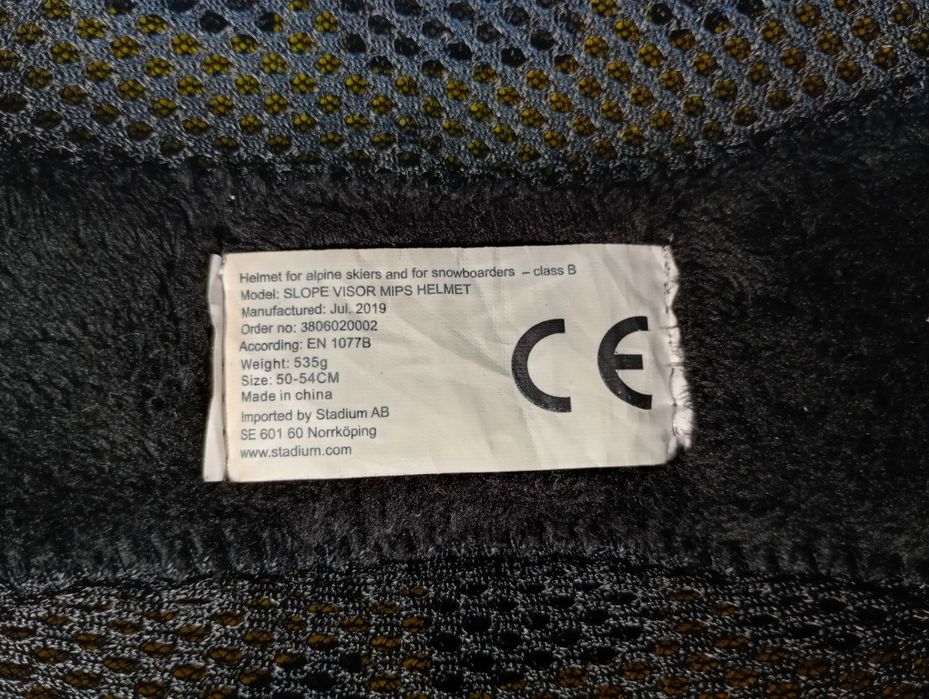 Helmet for alpine skiers and for snowboarders – class B
Model: SLOPE VISOR MIPS HELMET
Manufactured: Jul. 2019
Order no: 3806020002
According: EN 1077B
Weight: 535g
Size: 50-54CM
Made in china
Imported by Stadium AB
SE 601 60 Norrköping
www.stadium.com
CE